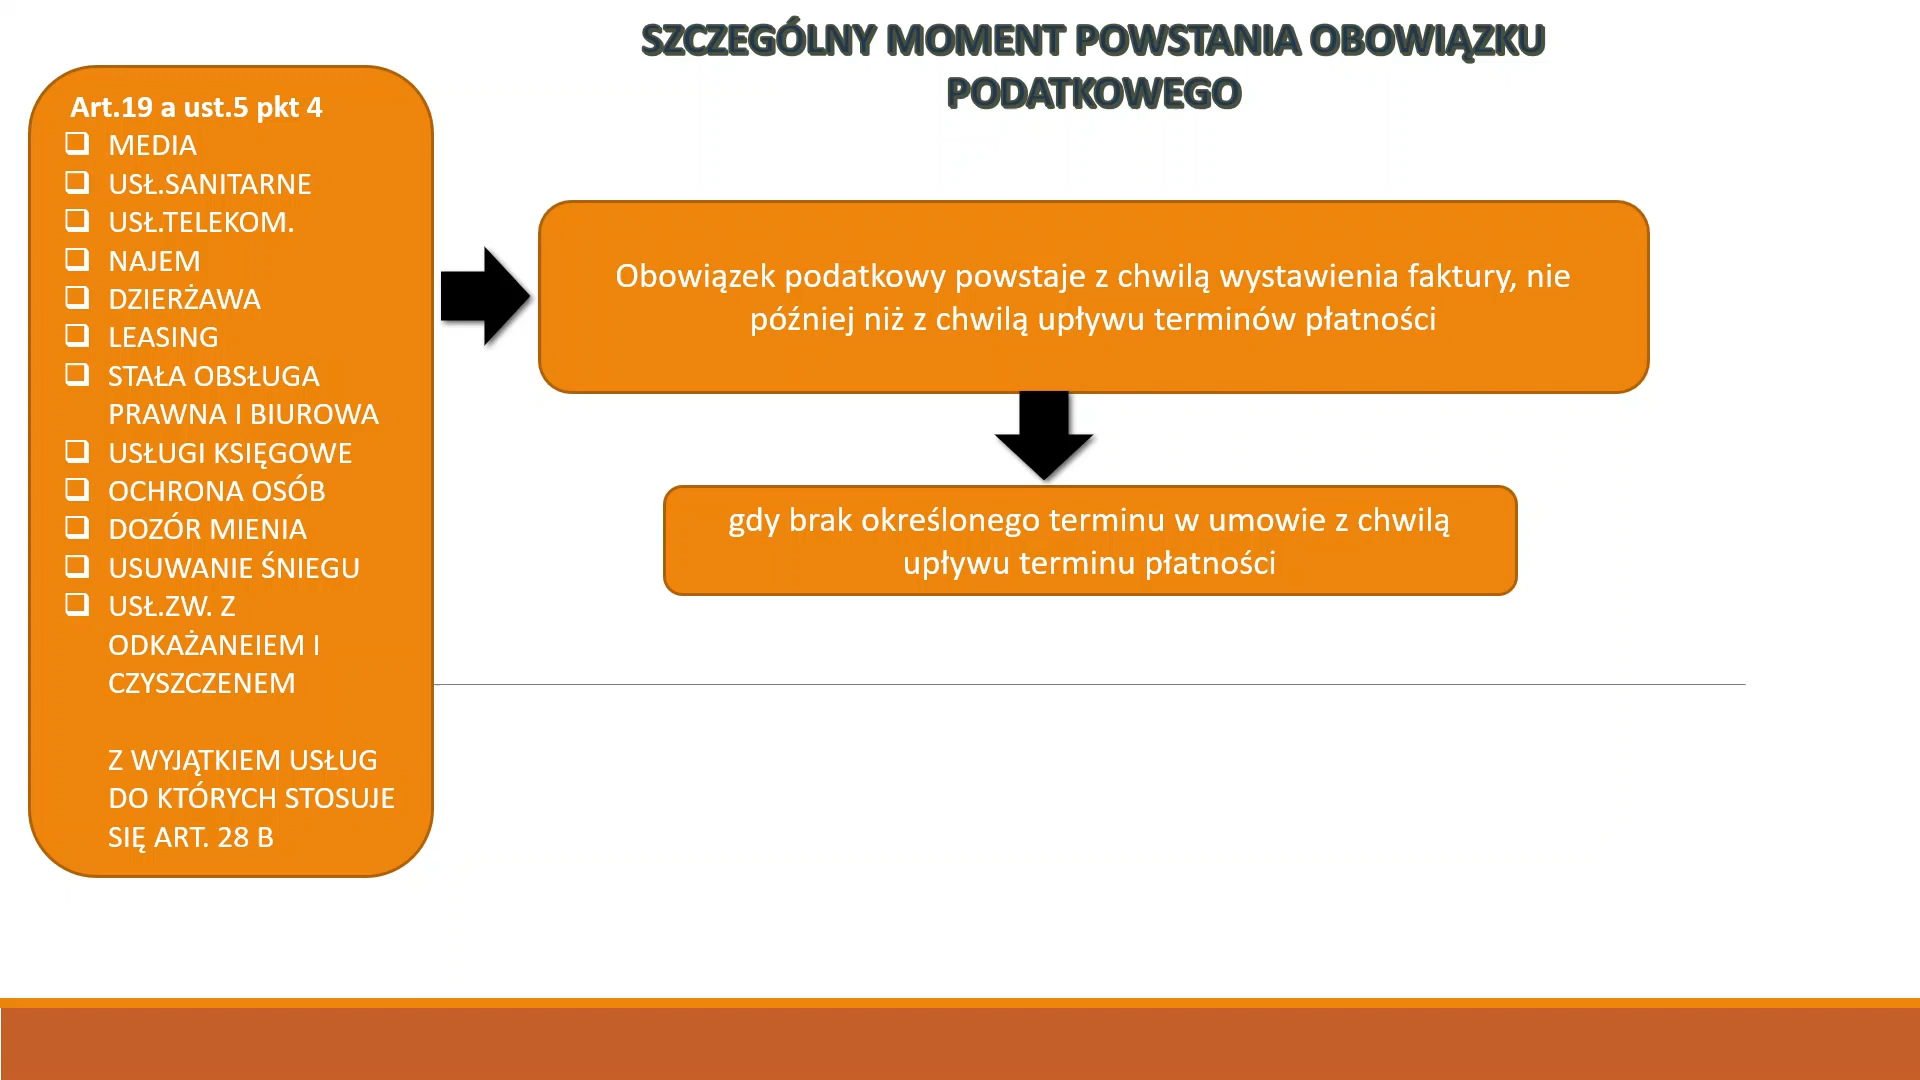 SZCZEGÓLNY MOMENT POWSTANIA OBOWIĄZKU
PODATKOWEGO
Art.19 a ust.5 pkt 4
❑ MEDIA
❑ USŁ.SANITARNE
❑ USŁ.TELEKOM.
❑ NAJEM
❑ DZIERŻAWA
❑ LEASING
❑ STAŁA OBSŁUGA
PRAWNA I BIUROWA
❑ USŁUGI KSIĘGOWE
❑ OCHRONA OSÓB
❑ DOZÓR MIENIA
❑ USUWANIE ŚNIEGU
❑ USŁ.ZW. Z
ODKAŻANEIEM I
CZYSZCZENEM
Z WYJĄTKIEM USŁUG
DO KTÓRYCH STOSUJE
SIĘ ART. 28 B
Obowiązek podatkowy powstaje z chwilą wystawienia faktury, nie
później niż z chwilą upływu terminów płatności
gdy brak określonego terminu w umowie z chwilą
upływu terminu płatności